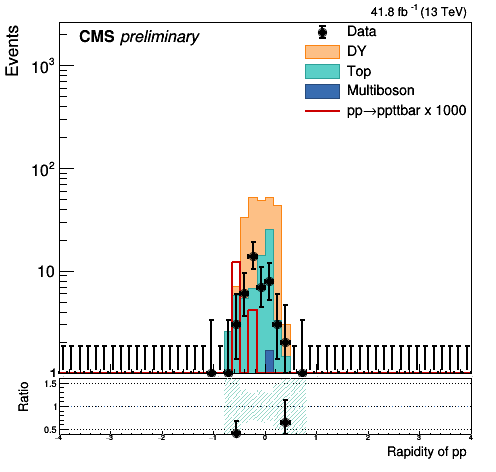 41.8 fb⁻¹ (13 TeV)
CMS preliminary
Data
DY
Top
Multiboson
pp→ppttbar x 1000
Events
10³
10²
10
1
Ratio
1.5
1
0.5
-4 -3 -2 -1 0 1 2 3 4
Rapidity of pp